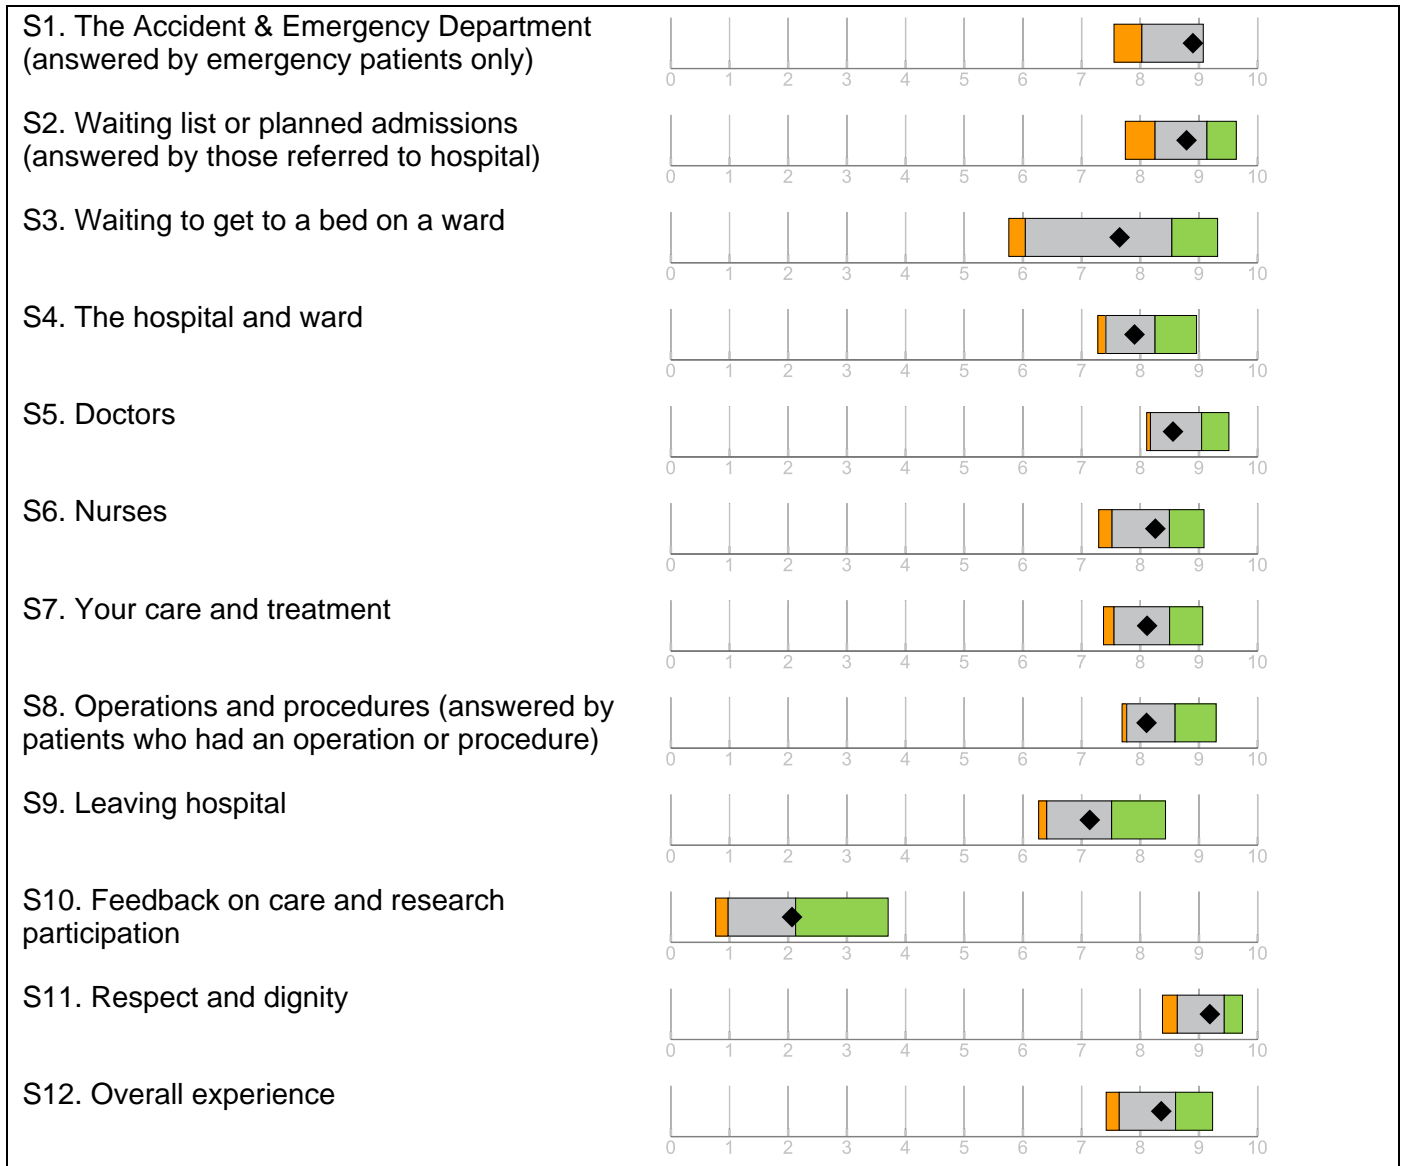 S1. The Accident & Emergency Department
(answered by emergency patients only)
0 1 2 3 4 5 6 7 8 9 10
S2. Waiting list or planned admissions
(answered by those referred to hospital)
0 1 2 3 4 5 6 7 8 9 10
S3. Waiting to get to a bed on a ward
0 1 2 3 4 5 6 7 8 9 10
S4. The hospital and ward
0 1 2 3 4 5 6 7 8 9 10
S5. Doctors
0 1 2 3 4 5 6 7 8 9 10
S6. Nurses
0 1 2 3 4 5 6 7 8 9 10
S7. Your care and treatment
0 1 2 3 4 5 6 7 8 9 10
S8. Operations and procedures (answered by
patients who had an operation or procedure)
0 1 2 3 4 5 6 7 8 9 10
S9. Leaving hospital
0 1 2 3 4 5 6 7 8 9 10
S10. Feedback on care and research
participation
0 1 2 3 4 5 6 7 8 9 10
S11. Respect and dignity
0 1 2 3 4 5 6 7 8 9 10
S12. Overall experience
0 1 2 3 4 5 6 7 8 9 10